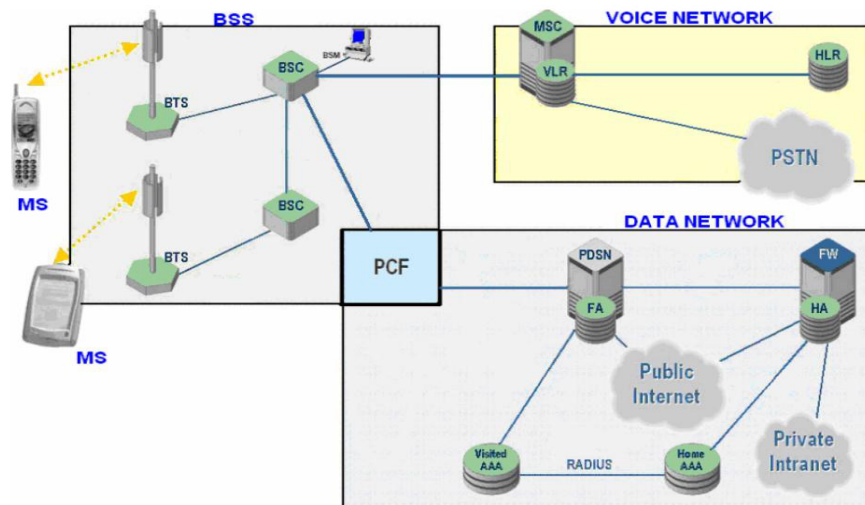 BSS
BSM
BSC
BTS
MS
BSC
BTS
MS
PCF
VOICE NETWORK
MSC
VLR
HLR
PSTN
DATA NETWORK
PDSN
FA
FW
HA
Public
Internet
Private
Intranet
Visited
AAA
RADIUS
Home
AAA